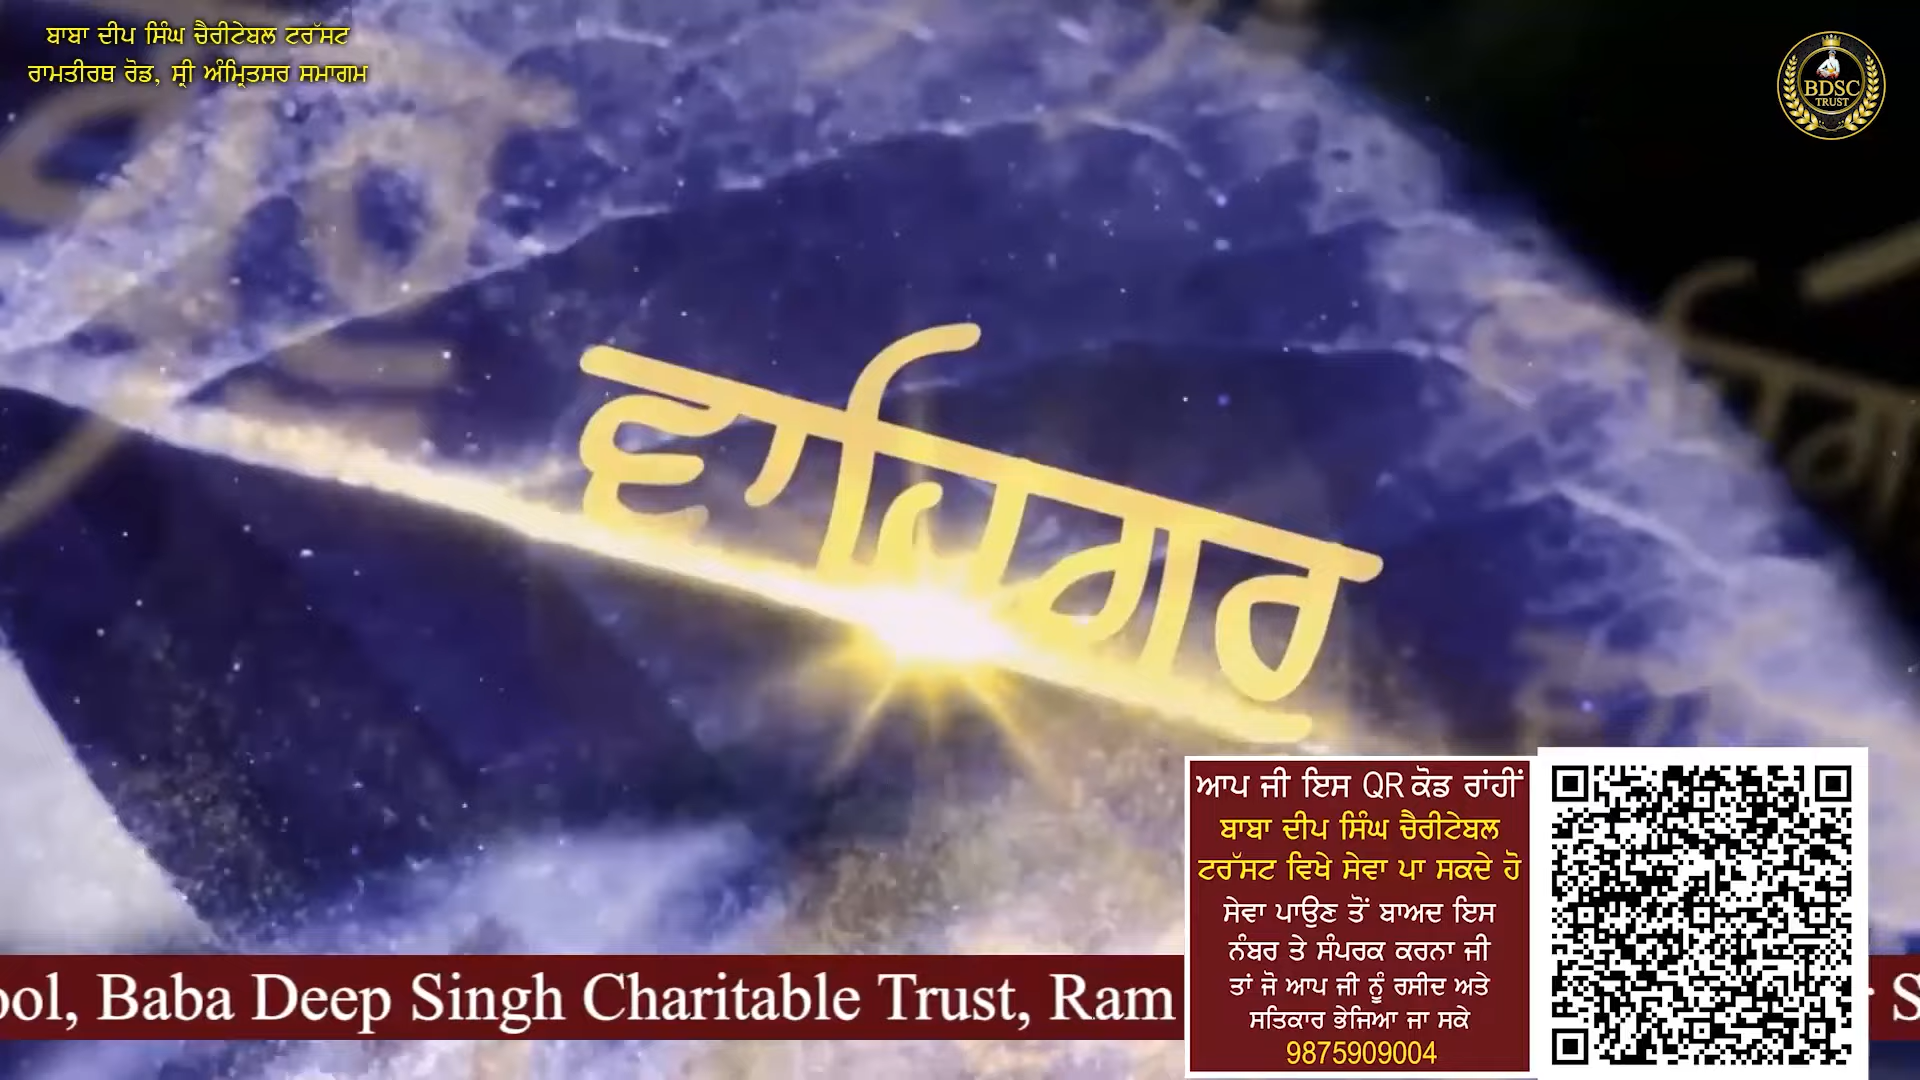 ਬਾਬਾ ਦੀਪ ਸਿੰਘ ਚੈਰੀਟੇਬਲ ਟਰੱਸਟ
ਰਾਮਤੀਰਥ ਰੋਡ, ਸ੍ਰੀ ਅੰਮ੍ਰਿਤਸਰ ਸਮਾਗਮ
BDSC
TRUST
ਵਾਹਿਗੁਰੂ
ਆਪ ਜੀ ਇਸ QR ਕੋਡ ਰਾਂਹੀਂ
ਬਾਬਾ ਦੀਪ ਸਿੰਘ ਚੈਰੀਟੇਬਲ
ਟਰੱਸਟ ਵਿਖੇ ਸੇਵਾ ਪਾ ਸਕਦੇ ਹੋ
ਸੇਵਾ ਪਾਉਣ ਤੋਂ ਬਾਅਦ ਇਸ
ਨੰਬਰ ਤੇ ਸੰਪਰਕ ਕਰਨਾ ਜੀ
ਤਾਂ ਜੋ ਆਪ ਜੀ ਨੂੰ ਰਸੀਦ ਅਤੇ
ਸਤਿਕਾਰ ਭੇਜਿਆ ਜਾ ਸਕੇ
9875909004
Baba Deep Singh Charitable Trust, Ram